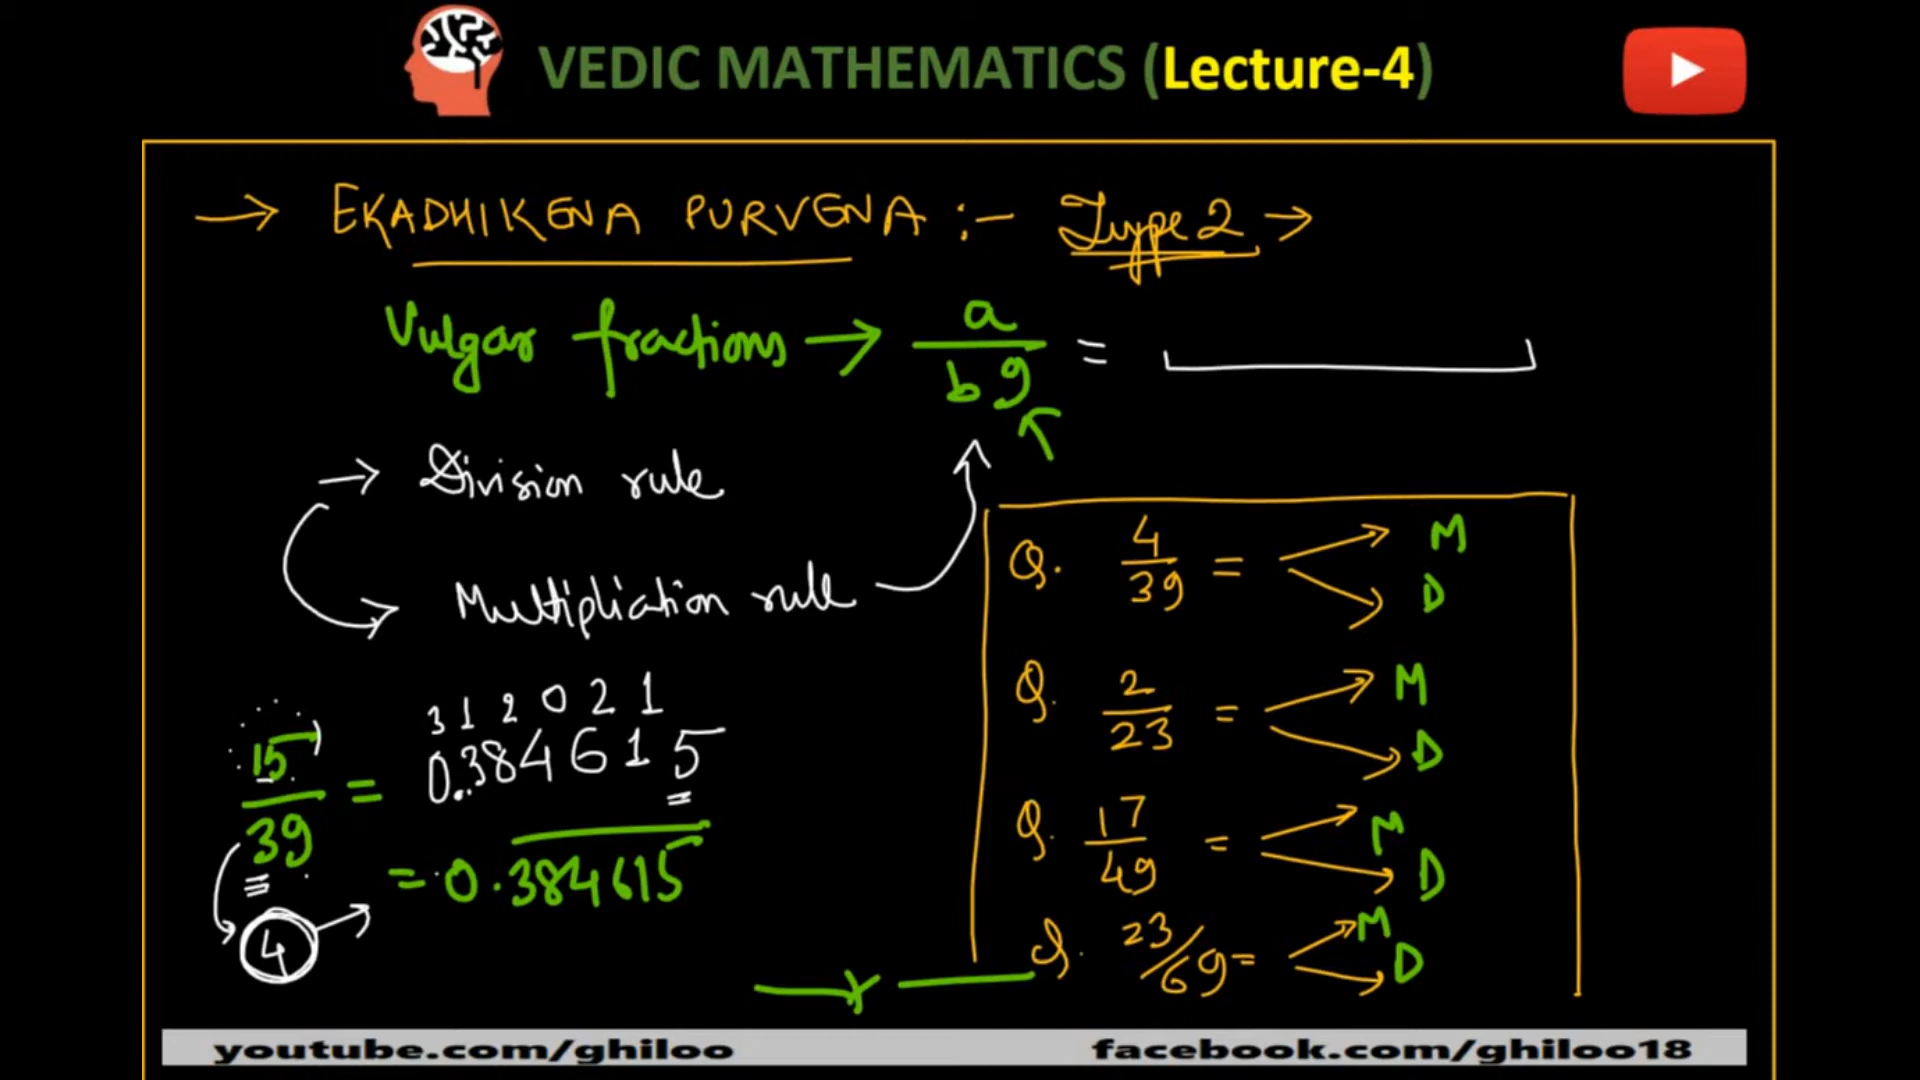 VEDIC MATHEMATICS (Lecture-4)
→ EKADHIKENA PURVENA :- Type 2 →
Vulgar fractions → a/b9 =
→ Division rule
→ Multipliation rule
Q. 4/39 = M
D
Q. 2/23 = M
D
Q. 17/49 = M
D
Q. 23/69 = M
D
3 1 2 0 2 1
15/39 = 0.384615
= 0.384615
4
youtube.com/ghiloo
facebook.com/ghiloo18